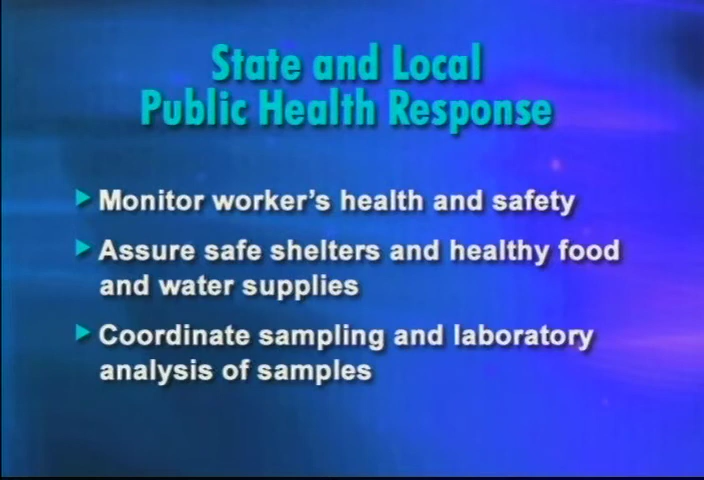 State and Local
Public Health Response
Monitor worker's health and safety
Assure safe shelters and healthy food
and water supplies
Coordinate sampling and laboratory
analysis of samples